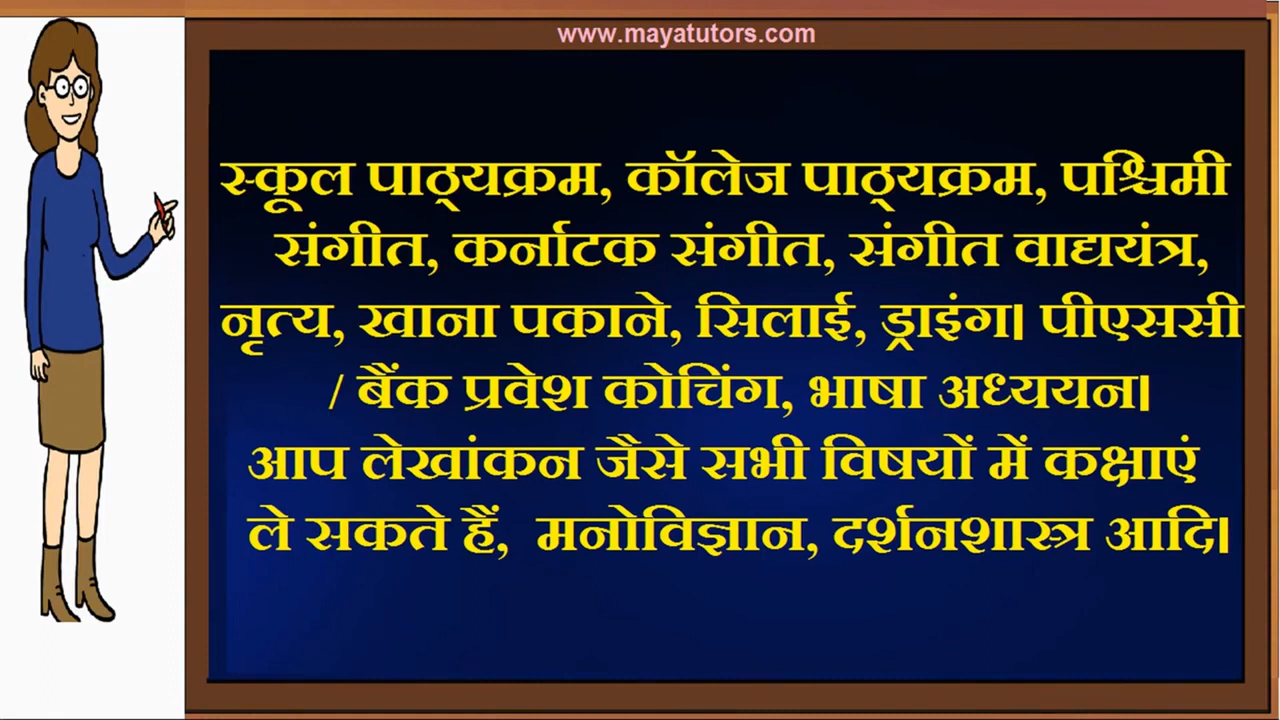 www.mayatutors.com
स्कूल पाठ्यक्रम, कॉलेज पाठ्यक्रम, पश्चिमी
संगीत, कर्नाटक संगीत, संगीत वाद्ययंत्र,
नृत्य, खाना पकाने, सिलाई, ड्राइंग। पीएससी
/ बैंक प्रवेश कोचिंग, भाषा अध्ययन।
आप लेखांकन जैसे सभी विषयों में कक्षाएं
ले सकते हैं, मनोविज्ञान, दर्शनशास्त्र आदि।